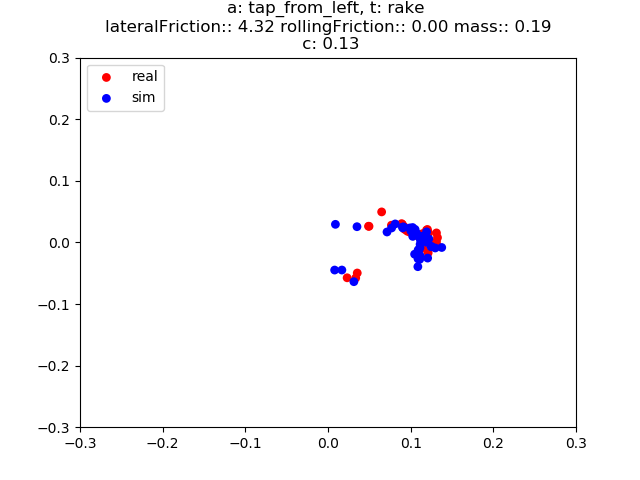 a: tap_from_left, t: rake
lateralFriction:: 4.32 rollingFriction:: 0.00 mass:: 0.19
c: 0.13
real
sim
0.3
0.2
0.1
0.0
−0.1
−0.2
−0.3
−0.3
−0.2
−0.1
0.0
0.1
0.2
0.3